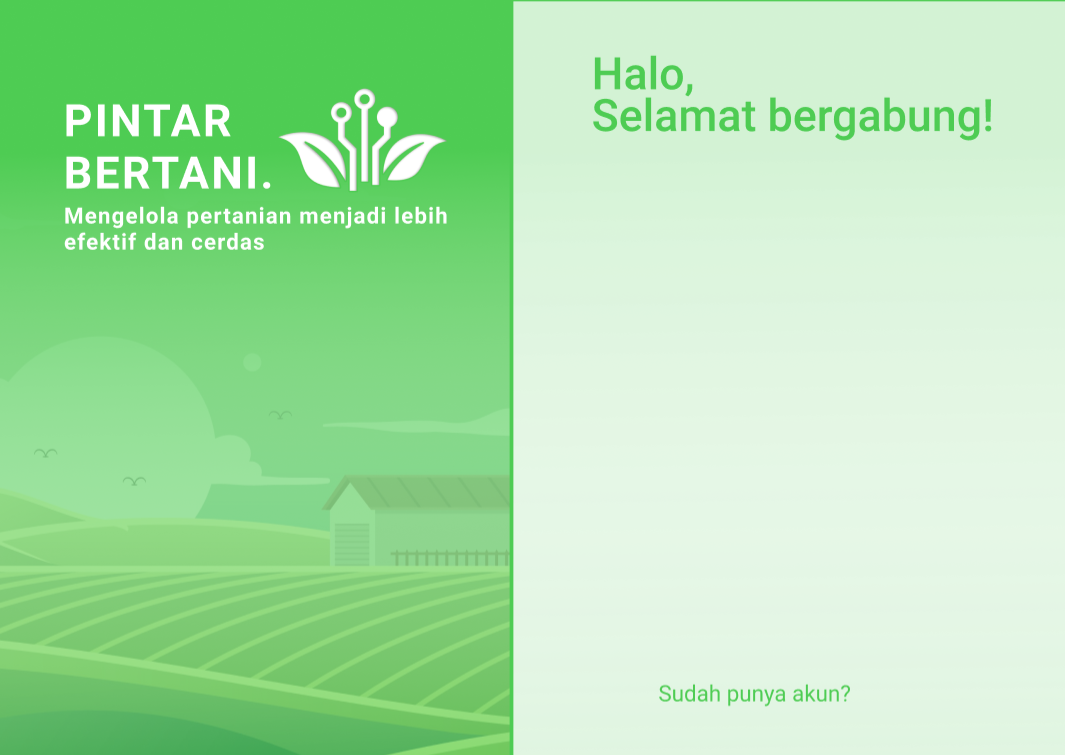 PINTAR
BERTANI.
Mengelola pertanian menjadi lebih
efektif dan cerdas
Halo,
Selamat bergabung!
Sudah punya akun?